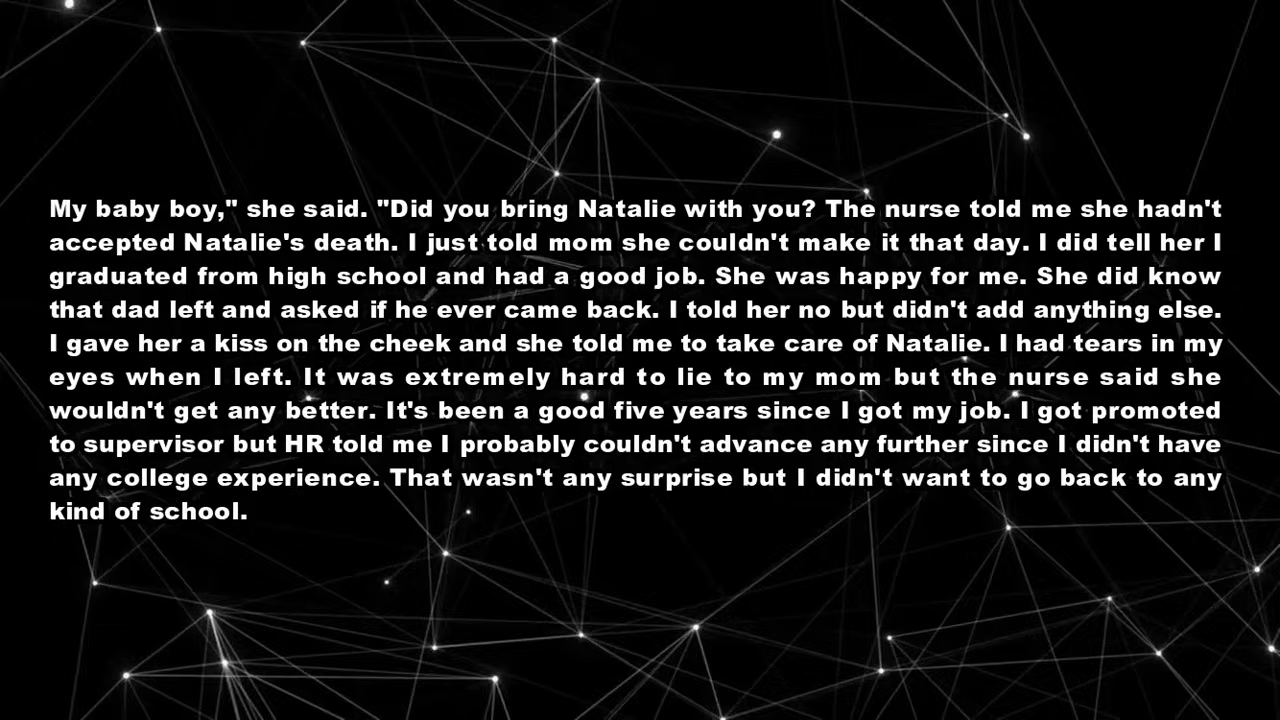 My baby boy," she said. "Did you bring Natalie with you? The nurse told me she hadn't
accepted Natalie's death. I just told mom she couldn't make it that day. I did tell her I
graduated from high school and had a good job. She was happy for me. She did know
that dad left and asked if he ever came back. I told her no but didn't add anything else.
I gave her a kiss on the cheek and she told me to take care of Natalie. I had tears in my
eyes when I left. It was extremely hard to lie to my mom but the nurse said she
wouldn't get any better. It's been a good five years since I got my job. I got promoted
to supervisor but HR told me I probably couldn't advance any further since I didn't have
any college experience. That wasn't any surprise but I didn't want to go back to any
kind of school.